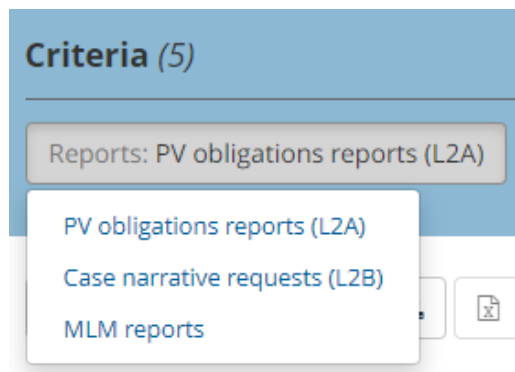 Criteria (5)
Reports: PV obligations reports (L2A)
PV obligations reports (L2A)
Case narrative requests (L2B)
MLM reports